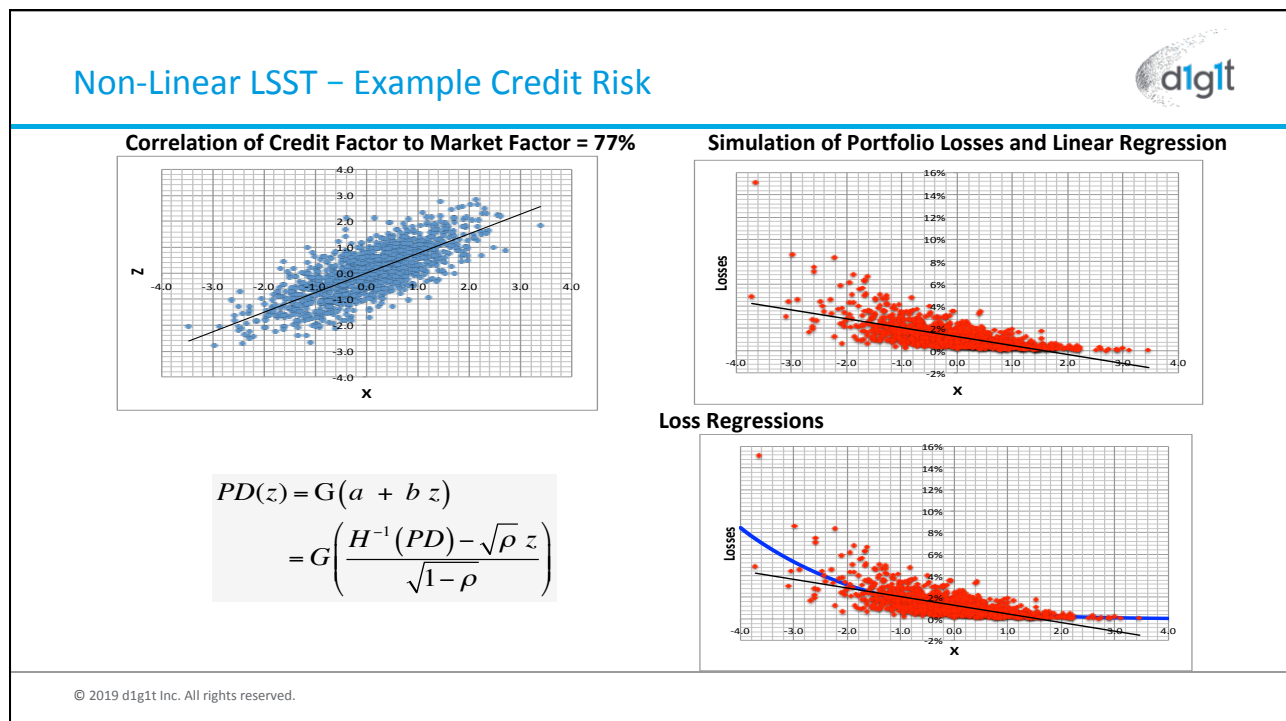 Non-Linear LSST – Example Credit Risk
d1g1t
Correlation of Credit Factor to Market Factor = 77%
4.0
3.0
2.0
1.0
0.0
-1.0
-2.0
-3.0
-4.0
-4.0 -3.0 -2.0 -1.0 0.0 1.0 2.0 3.0 4.0
Z
X
Simulation of Portfolio Losses and Linear Regression
16%
14%
12%
10%
8%
6%
4%
2%
0%
-2%
-4.0 -3.0 -2.0 -1.0 0.0 1.0 2.0 3.0 4.0
Losses
X
Loss Regressions
16%
14%
12%
10%
8%
6%
4%
2%
0%
-2%
-4.0 -3.0 -2.0 -1.0 0.0 1.0 2.0 3.0 4.0
Losses
X
PD(z) = G(a + b z)
= G((H⁻¹(PD) − √ρ z) / √(1 − ρ))
© 2019 d1g1t Inc. All rights reserved.